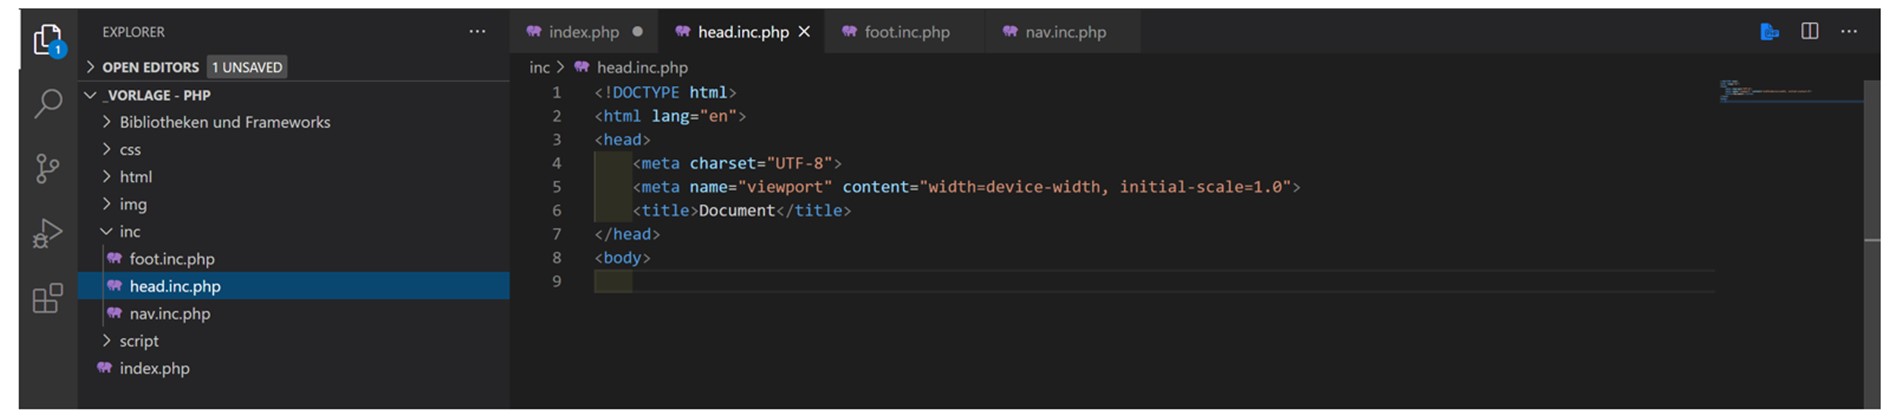 EXPLORER
OPEN EDITORS 1 UNSAVED
_VORLAGE - PHP
Bibliotheken und Frameworks
css
html
img
inc
foot.inc.php
head.inc.php
nav.inc.php
script
index.php
1
index.php head.inc.php foot.inc.php nav.inc.php
inc > head.inc.php
1 <!DOCTYPE html>
2 <html lang="en">
3 <head>
4 <meta charset="UTF-8">
5 <meta name="viewport" content="width=device-width, initial-scale=1.0">
6 <title>Document</title>
7 </head>
8 <body>
9